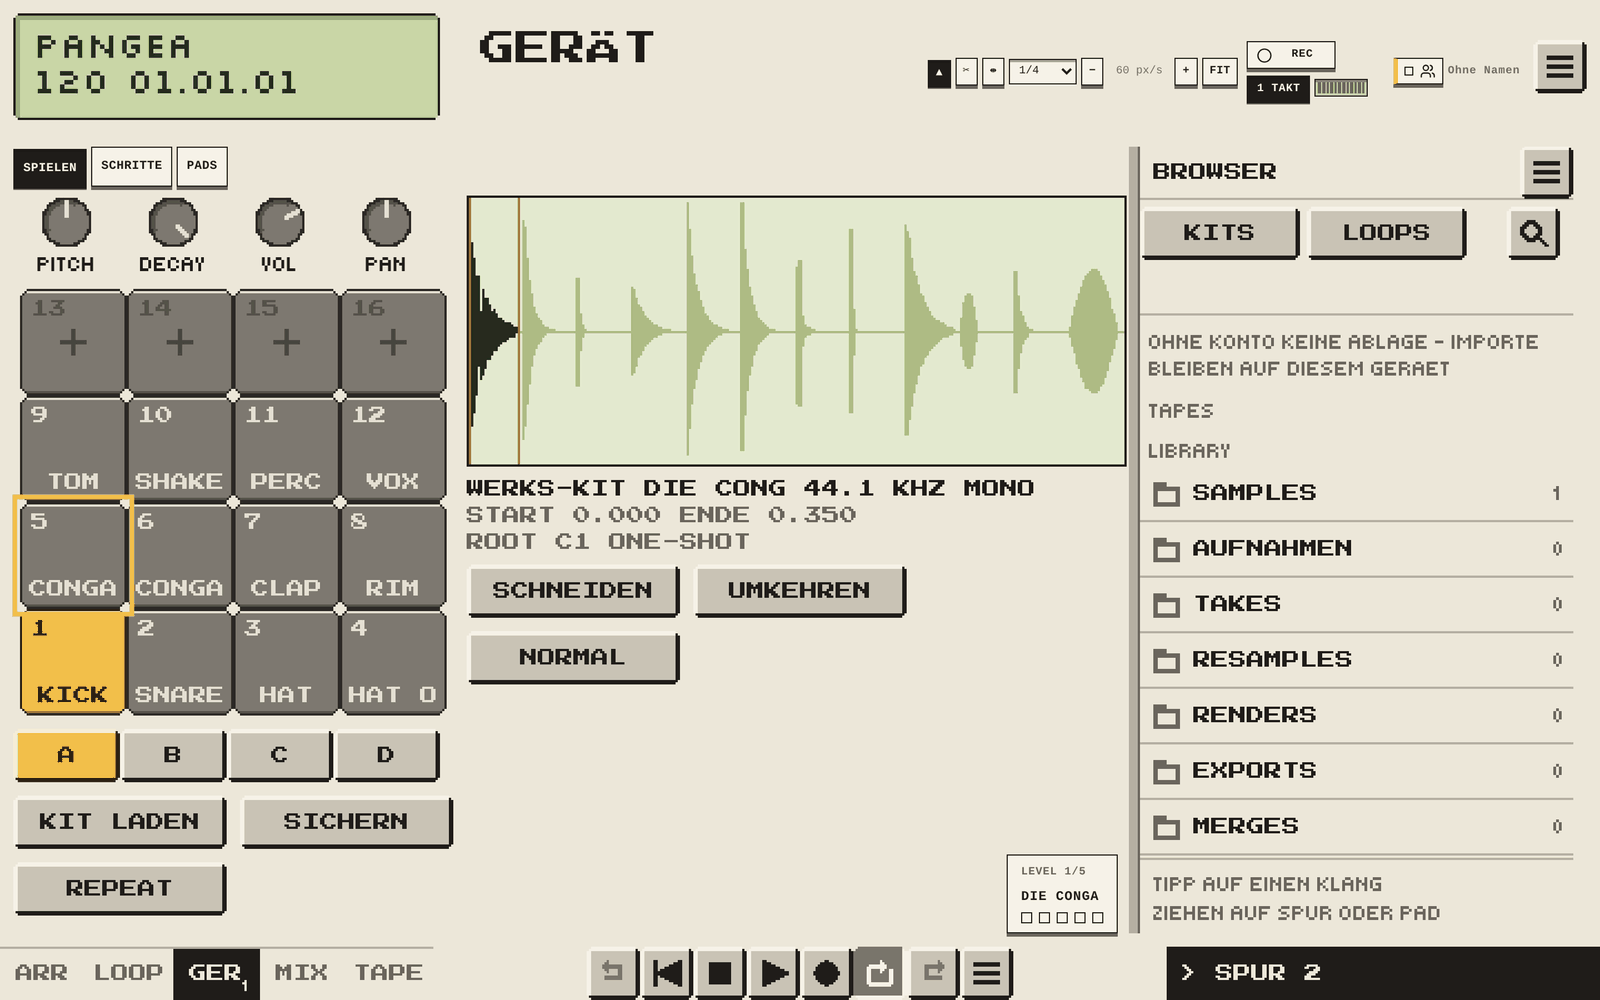 PANGEA
120 01.01.01
GERÄT
1/4
60 px/s
+
FIT
REC
1 TAKT
Ohne Namen
SPIELEN
SCHRITTE
PADS
PITCH
DECAY
VOL
PAN
13
14
15
16
9
10
11
12
TOM
SHAKE
PERC
VOX
5
6
7
8
CONGA
CONGA
CLAP
RIM
1
2
3
4
KICK
SNARE
HAT
HAT O
A
B
C
D
KIT LADEN
SICHERN
REPEAT
WERKS-KIT DIE CONG 44.1 KHZ MONO
START 0.000 ENDE 0.350
ROOT C1 ONE-SHOT
SCHNEIDEN
UMKEHREN
NORMAL
LEVEL 1/5
DIE CONGA
BROWSER
KITS
LOOPS
OHNE KONTO KEINE ABLAGE - IMPORTE
BLEIBEN AUF DIESEM GERAET
TAPES
LIBRARY
SAMPLES 1
AUFNAHMEN 0
TAKES 0
RESAMPLES 0
RENDERS 0
EXPORTS 0
MERGES 0
TIPP AUF EINEN KLANG
ZIEHEN AUF SPUR ODER PAD
ARR
LOOP
GER1
MIX
TAPE
> SPUR 2